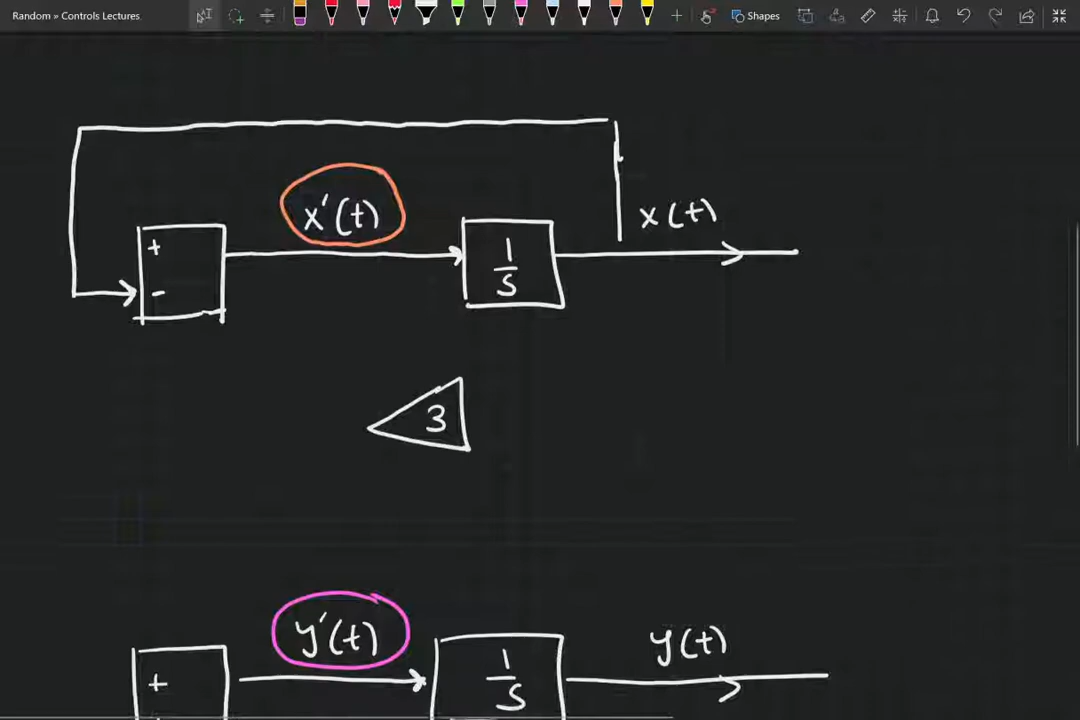 Random » Controls Lectures
Shapes
x'(t)
x(t)
+
-
1
S
3
y'(t)
y(t)
+
1
S